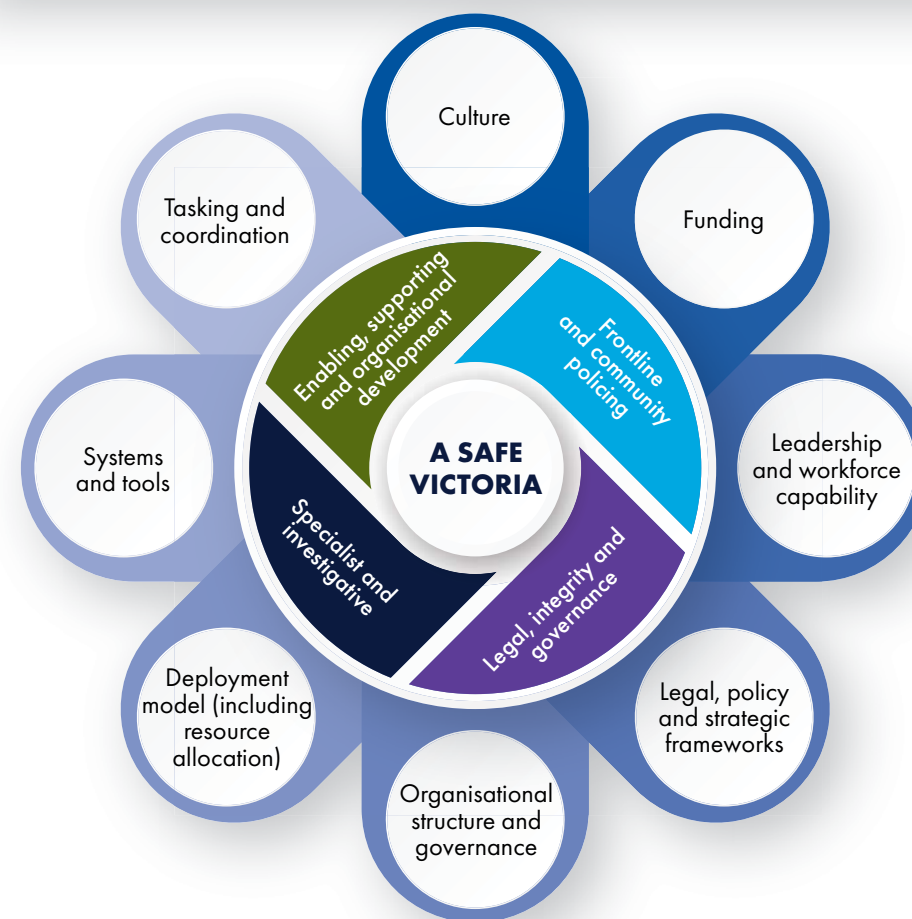 Culture
Funding
Leadership
and workforce
capability
Legal, policy
and strategic
frameworks
Organisational
structure and
governance
Deployment
model (including
resource
allocation)
Systems
and tools
Tasking and
coordination
Enabling, supporting
and organisational
development
Frontline
and community
policing
Legal, integrity and
governance
Specialist and
investigative
A SAFE
VICTORIA